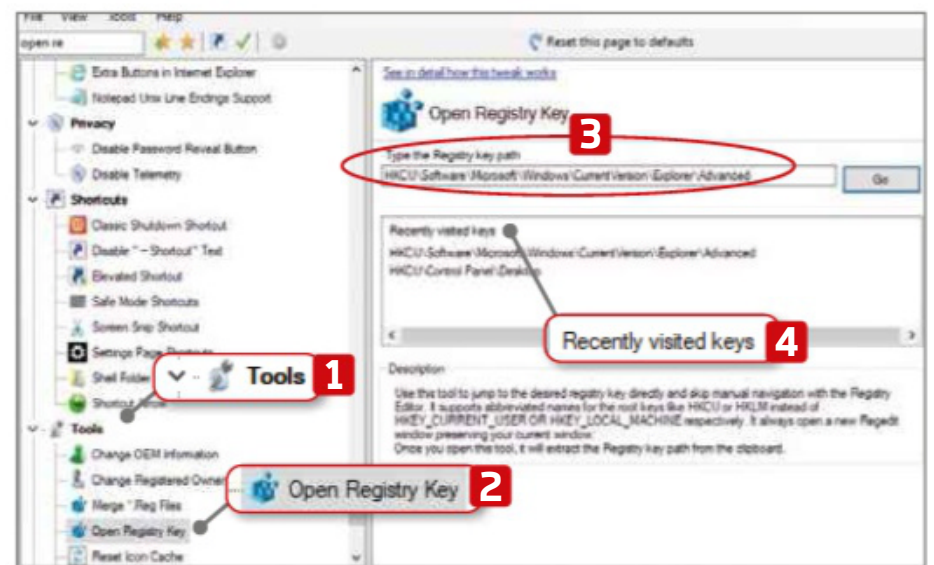 File View Tools Help
open re
Reset this page to defaults
Extra Buttons in Internet Explorer
Notepad Unix Line Endings Support
Privacy
Disable Password Reveal Button
Disable Telemetry
Shortcuts
Classic Shutdown Shortcut
Disable "- Shortcut" Text
Elevated Shortcut
Safe Mode Shortcuts
Screen Snip Shortcut
Settings Page Shortcuts
Shell Folder
Shortcut Arrow
Tools
Change OEM information
Change Registered Owner
Merge *.Reg Files
Open Registry Key
Reset Icon Cache
Tools 1
Open Registry Key 2
See in detail how this tweak works
Open Registry Key
3
Type the Registry key path
HKCU\Software\Microsoft\Windows\CurrentVersion\Explorer\Advanced
Go
Recently visited keys
HKCU\Software\Microsoft\Windows\CurrentVersion\Explorer\Advanced
HKCU\Control Panel\Desktop
Recently visited keys 4
Description
Use this tool to jump to the desired registry key directly and skip manual navigation with the Registry
Editor. It supports abbreviated names for the root keys like HKCU or HKLM instead of
HKEY_CURRENT_USER OR HKEY_LOCAL_MACHINE respectively. It always open a new Regedit
window preserving your current window.
Once you open this tool, it will extract the Registry key path from the clipboard.